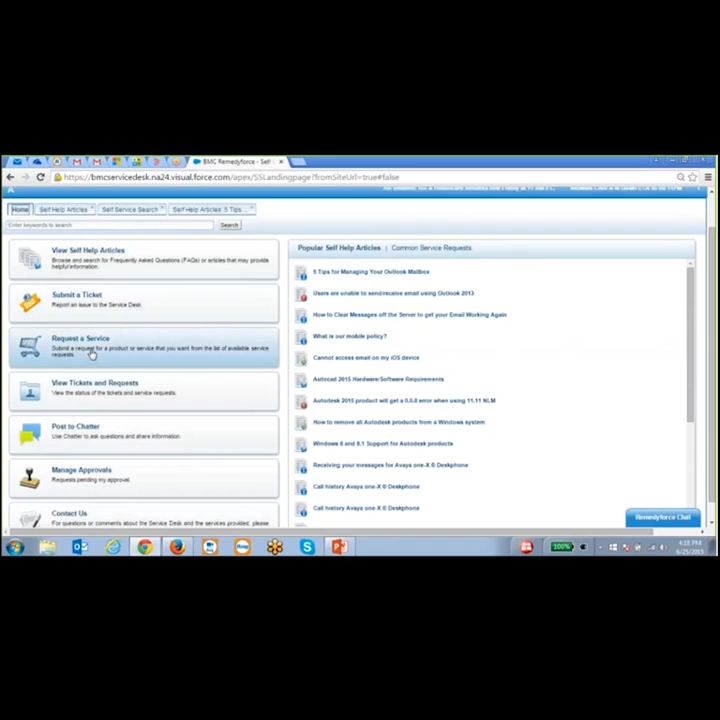 BMC Remedyforce - Self
https://bmcservicedesk.na24.visual.force.com/apex/SSLandingpage?fromSiteUrl=true#false
Home
Self Help Articles
Self Service Search
Self Help Articles: 5 Tips...
Enter keywords to search
Search
View Self Help Articles
Browse and search for Frequently Asked Questions (FAQs) or articles that may provide
helpful information.
Submit a Ticket
Report an issue to the Service Desk.
Request a Service
Submit a request for a product or service that you want from the list of available service
requests.
View Tickets and Requests
View the status of the tickets and service requests.
Post to Chatter
Use Chatter to ask questions and share information.
Manage Approvals
Requests pending my approval.
Contact Us
For questions or comments about the Service Desk and the services provided, please
Popular Self Help Articles
Common Service Requests
5 Tips for Managing Your Outlook Mailbox
Users are unable to send/receive email using Outlook 2013
How to Clear Messages off the Server to get your Email Working Again
What is our mobile policy?
Cannot access email on my iOS device
Autocad 2015 Hardware/Software Requirements
Autodesk 2015 product will get a 0.0.0 error when using 11.11 NLM
How to remove all Autodesk products from a Windows system
Windows 8 and 8.1 Support for Autodesk products
Receiving your messages for Avaya one-X ® Deskphone
Call history Avaya one-X ® Deskphone
Call history Avaya one-X ® Deskphone
Remedyforce Chat
100%
4:18 PM
6/25/2015